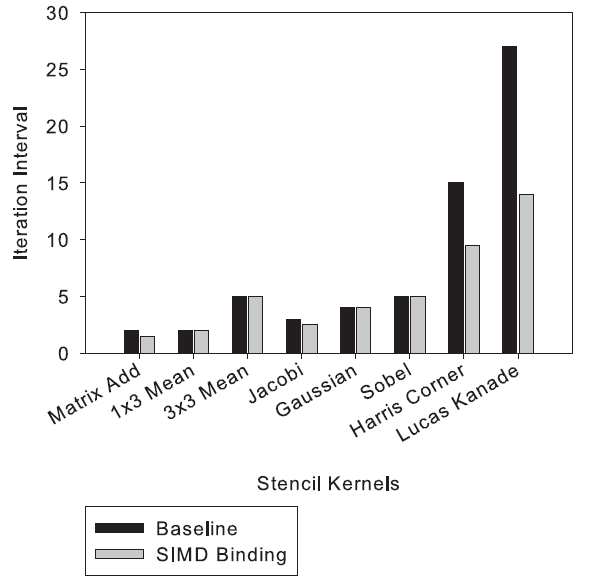 30
25
20
15
10
5
0
Iteration Interval
Matrix Add
1x3 Mean
3x3 Mean
Jacobi
Gaussian
Sobel
Harris Corner
Lucas Kanade
Stencil Kernels
Baseline
SIMD Binding